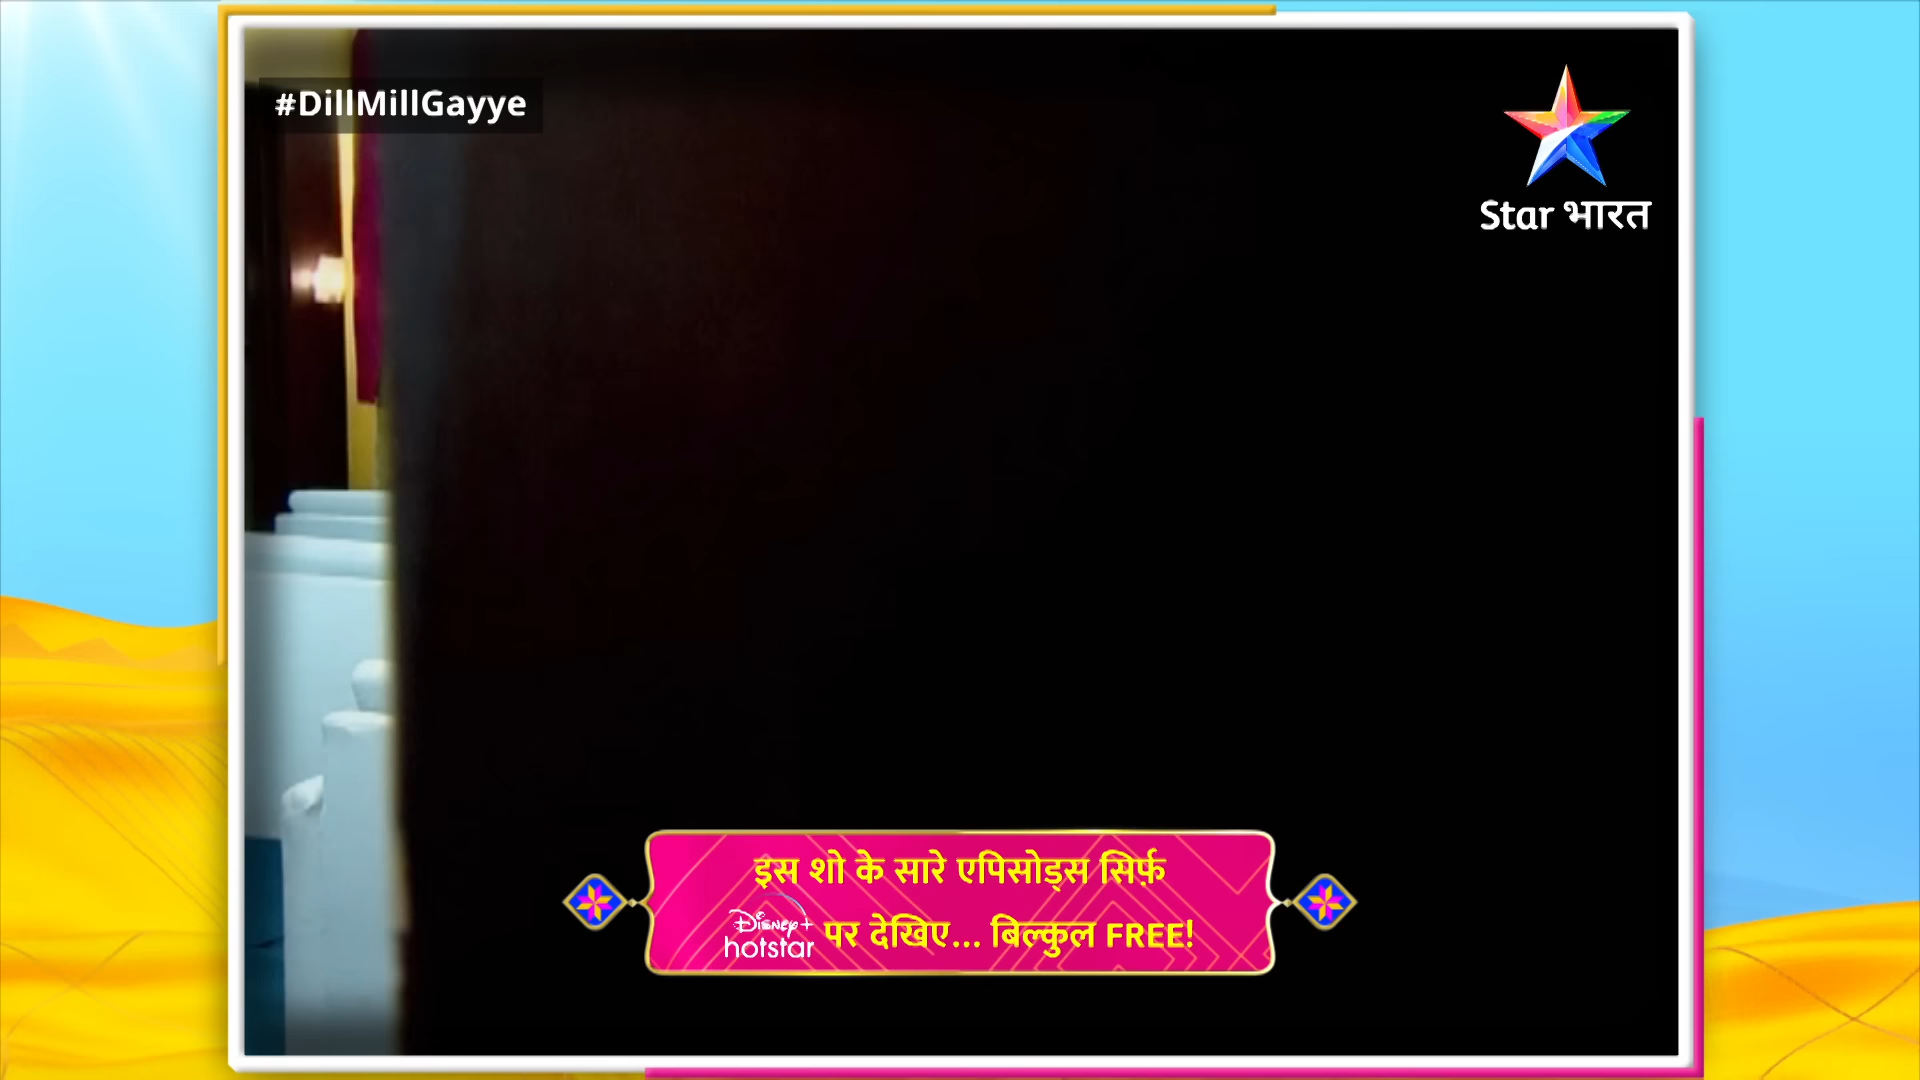 #DillMillGayye
Star भारत
इस शो के सारे एपिसोड्स सिर्फ़
Disney+ hotstar पर देखिए... बिल्कुल FREE!